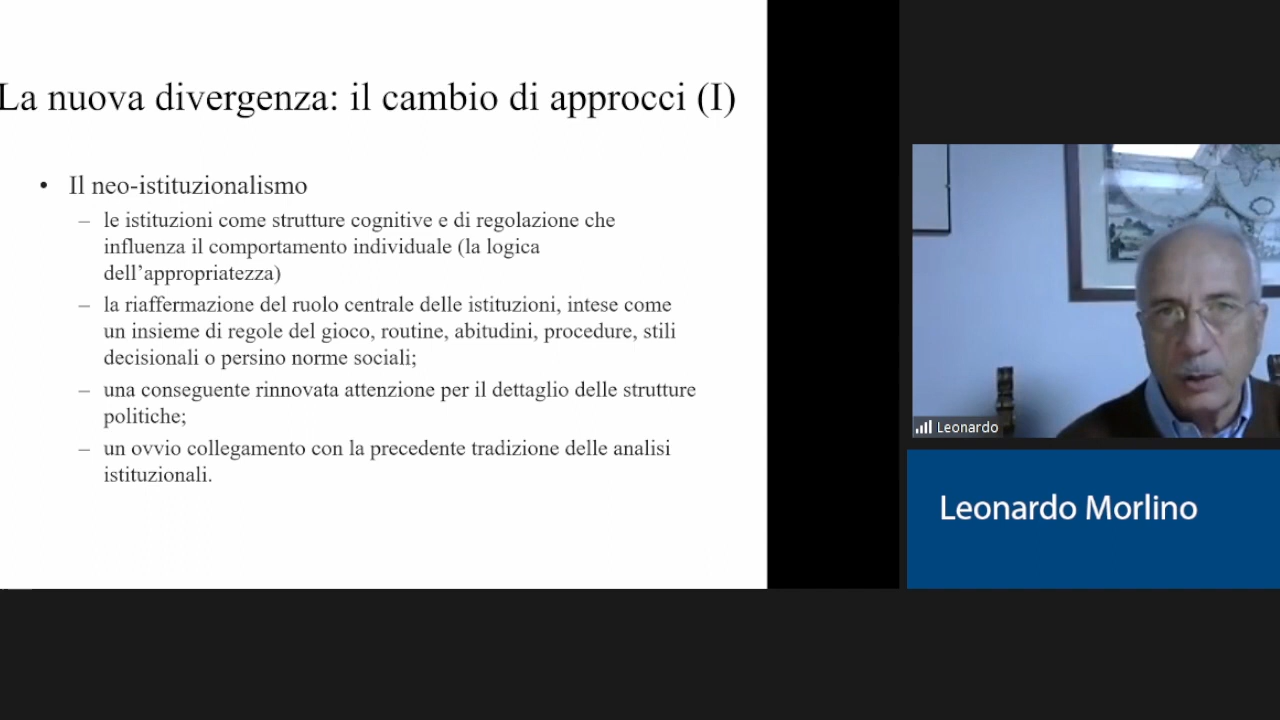 La nuova divergenza: il cambio di approcci (I)
• Il neo-istituzionalismo
– le istituzioni come strutture cognitive e di regolazione che
influenza il comportamento individuale (la logica
dell’appropriatezza)
– la riaffermazione del ruolo centrale delle istituzioni, intese come
un insieme di regole del gioco, routine, abitudini, procedure, stili
decisionali o persino norme sociali;
– una conseguente rinnovata attenzione per il dettaglio delle strutture
politiche;
– un ovvio collegamento con la precedente tradizione delle analisi
istituzionali.
Leonardo
Leonardo Morlino